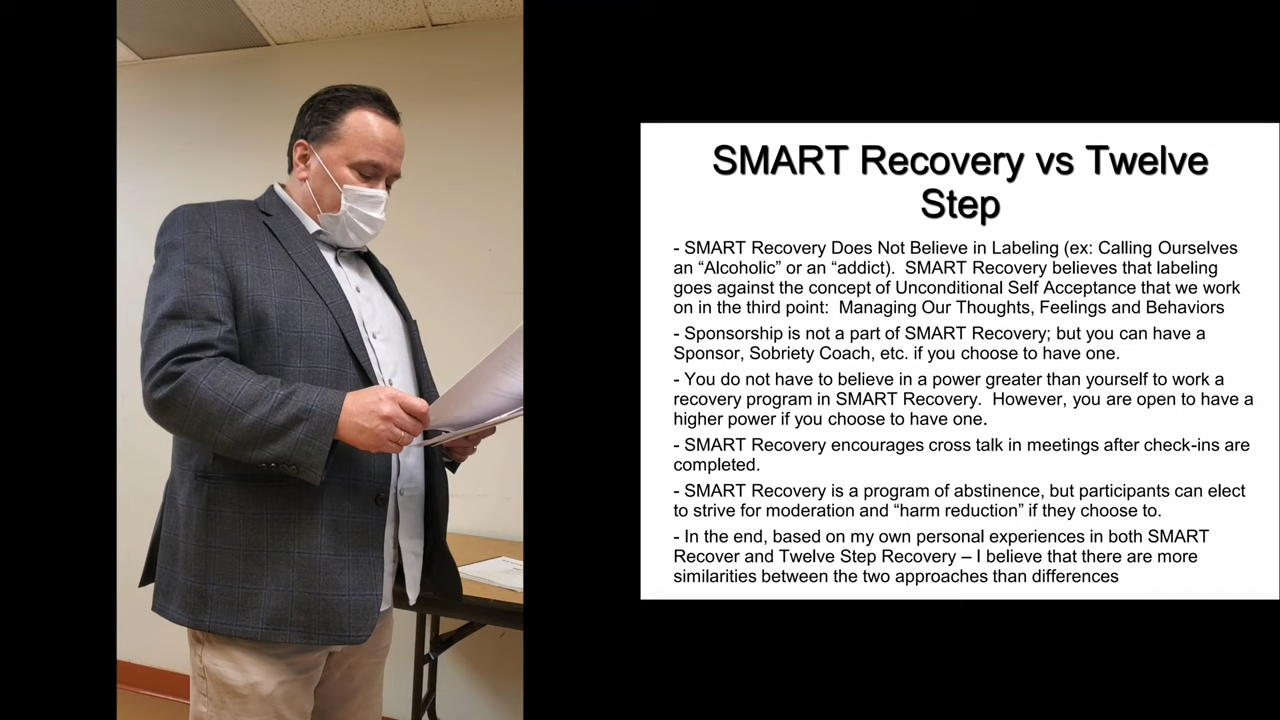 SMART Recovery vs Twelve
Step
- SMART Recovery Does Not Believe in Labeling (ex: Calling Ourselves
an “Alcoholic” or an “addict).  SMART Recovery believes that labeling
goes against the concept of Unconditional Self Acceptance that we work
on in the third point:  Managing Our Thoughts, Feelings and Behaviors
- Sponsorship is not a part of SMART Recovery; but you can have a
Sponsor, Sobriety Coach, etc. if you choose to have one.
- You do not have to believe in a power greater than yourself to work a
recovery program in SMART Recovery.  However, you are open to have a
higher power if you choose to have one.
- SMART Recovery encourages cross talk in meetings after check-ins are
completed.
- SMART Recovery is a program of abstinence, but participants can elect
to strive for moderation and “harm reduction” if they choose to.
- In the end, based on my own personal experiences in both SMART
Recover and Twelve Step Recovery – I believe that there are more
similarities between the two approaches than differences